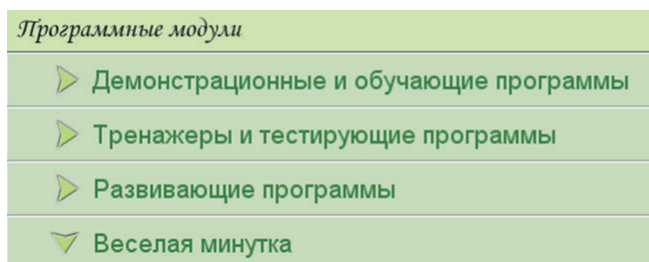 Программные модули
Демонстрационные и обучающие программы
Тренажеры и тестирующие программы
Развивающие программы
Веселая минутка